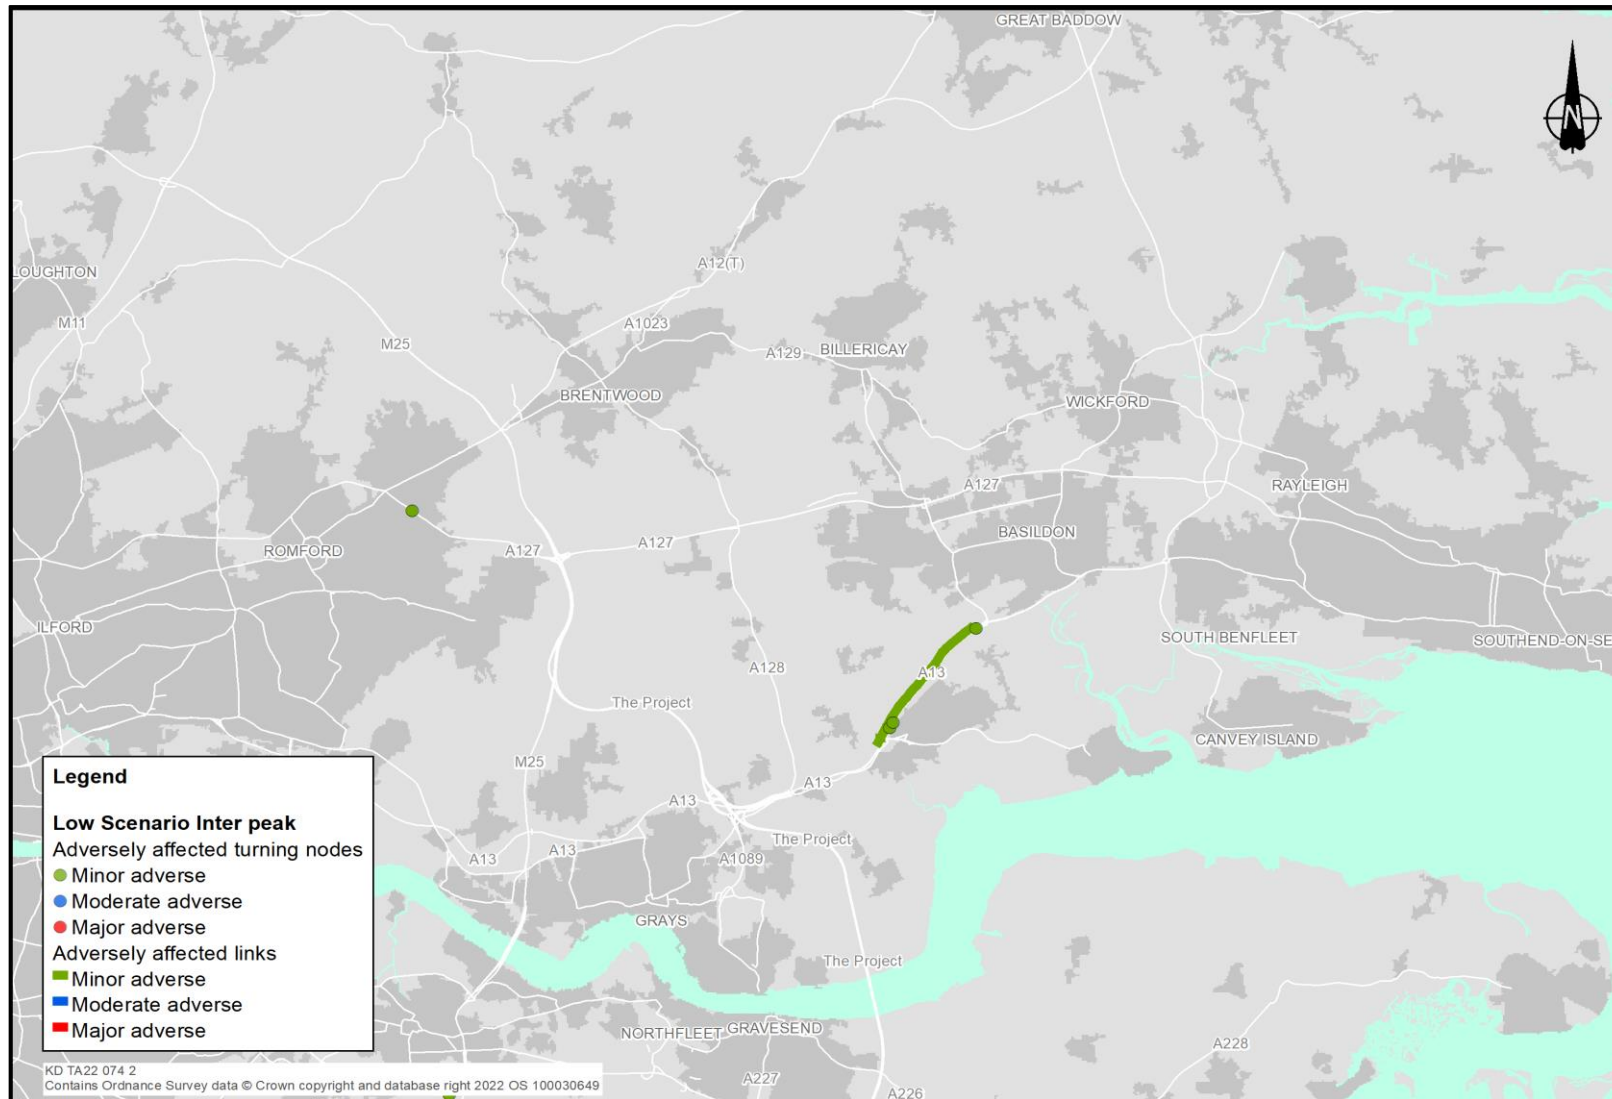 GREAT BADDOW
N
A12(T)
LOUGHTON
M11
A1023
M25
A129
BILLERICAY
BRENTWOOD
WICKFORD
A127
RAYLEIGH
BASILDON
ROMFORD
A127
A127
ILFORD
SOUTH BENFLEET
SOUTHEND-ON-SE
A128
A13
The Project
CANVEY ISLAND
M25
A13
A13
The Project
A13
A13
A1089
GRAYS
The Project
NORTHFLEET
GRAVESEND
A228
A227
A226
Legend
Low Scenario Inter peak
Adversely affected turning nodes
Minor adverse
Moderate adverse
Major adverse
Adversely affected links
Minor adverse
Moderate adverse
Major adverse
KD TA22 074 2
Contains Ordnance Survey data © Crown copyright and database right 2022 OS 100030649